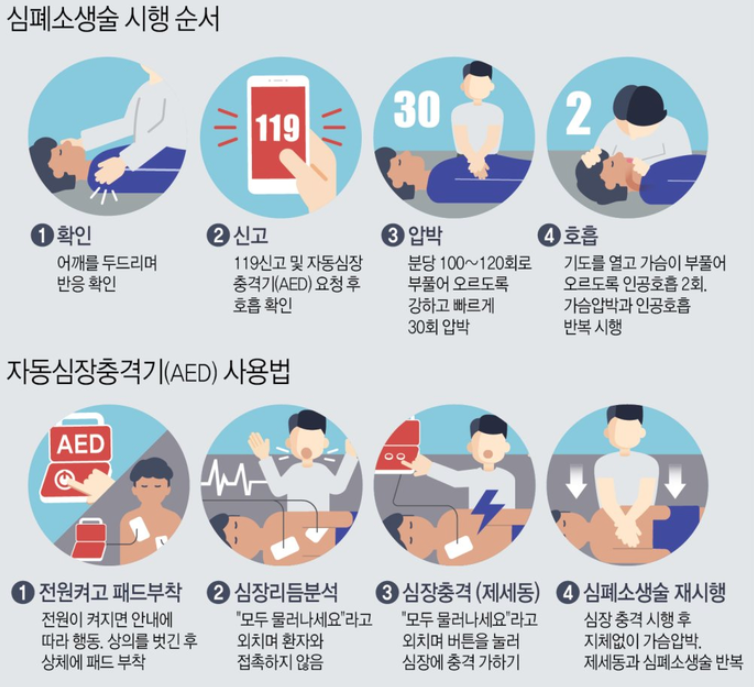 심폐소생술 시행 순서
119
30
2
1 확인
어깨를 두드리며
반응 확인
2 신고
119신고 및 자동심장
충격기(AED) 요청 후
호흡 확인
3 압박
분당 100~120회로
부풀어 오르도록
강하고 빠르게
30회 압박
4 호흡
기도를 열고 가슴이 부풀어
오르도록 인공호흡 2회.
가슴압박과 인공호흡
반복 시행
자동심장충격기(AED) 사용법
AED
1 전원켜고 패드부착
전원이 켜지면 안내에
따라 행동. 상의를 벗긴 후
상체에 패드 부착
2 심장리듬분석
"모두 물러나세요"라고
외치며 환자와
접촉하지 않음
3 심장충격 (제세동)
"모두 물러나세요"라고
외치며 버튼을 눌러
심장에 충격 가하기
4 심폐소생술 재시행
심장 충격 시행 후
지체없이 가슴압박.
제세동과 심폐소생술 반복